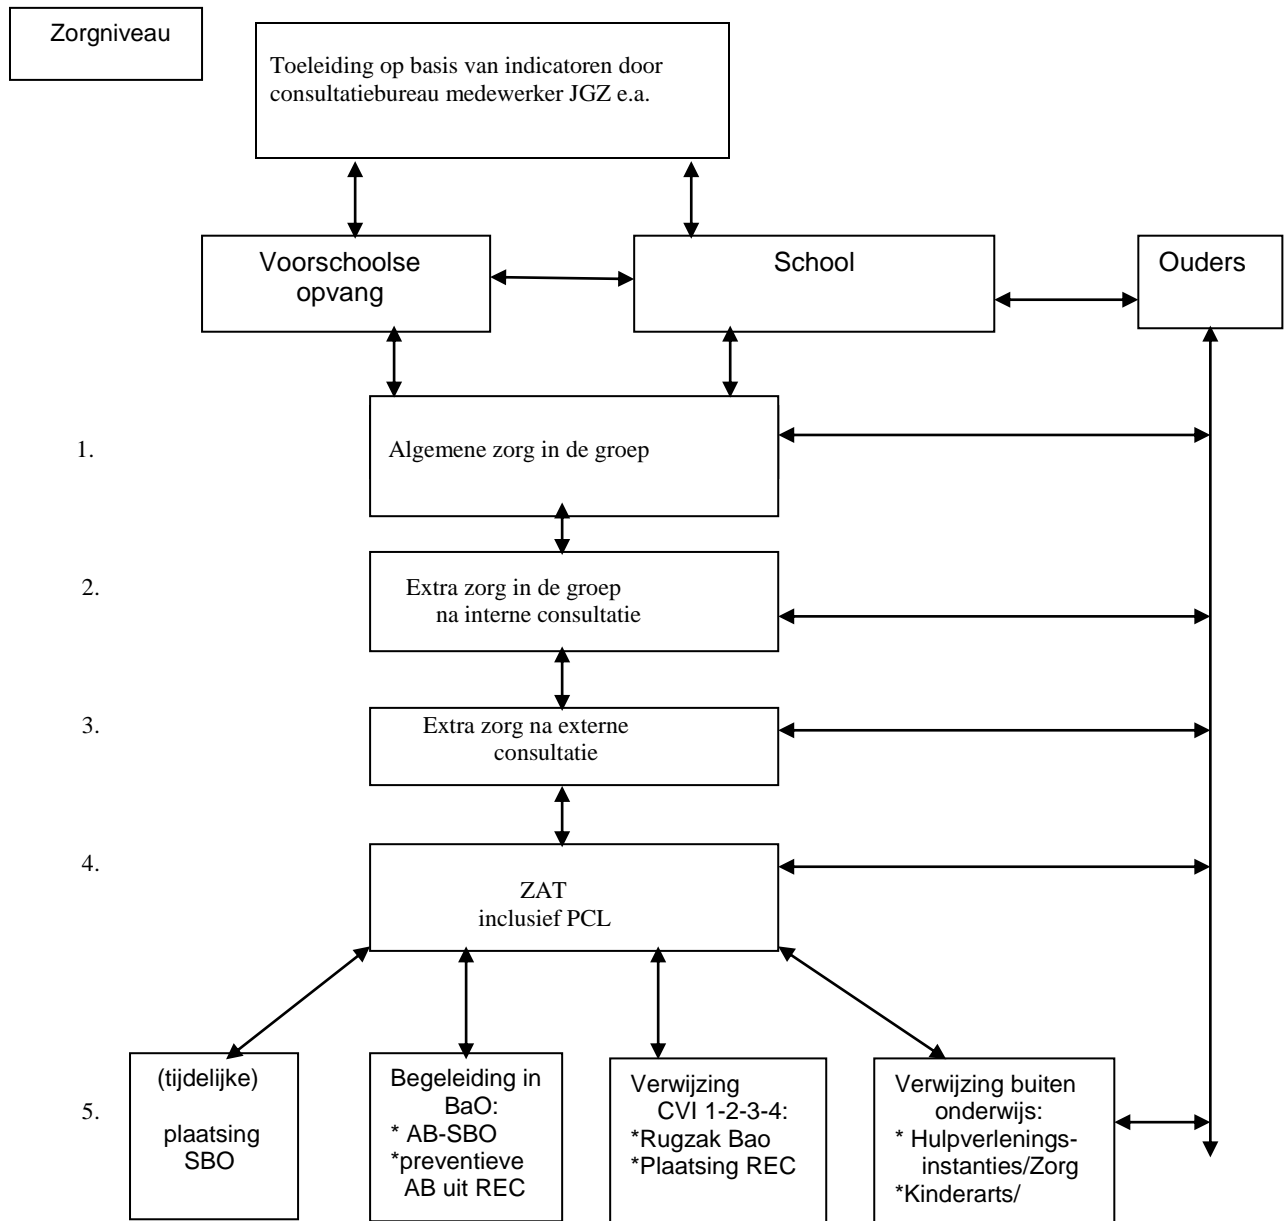 Zorgniveau
Toeleiding op basis van indicatoren door
consultatiebureau medewerker JGZ e.a.
Voorschoolse
opvang
School
Ouders
1.
Algemene zorg in de groep
2.
Extra zorg in de groep
na interne consultatie
3.
Extra zorg na externe
consultatie
4.
ZAT
inclusief PCL
5.
(tijdelijke)
plaatsing
SBO
Begeleiding in
BaO:
* AB-SBO
*preventieve
AB uit REC
Verwijzing
CVI 1-2-3-4:
*Rugzak Bao
*Plaatsing REC
Verwijzing buiten
onderwijs:
* Hulpverlenings-
instanties/Zorg
*Kinderarts/